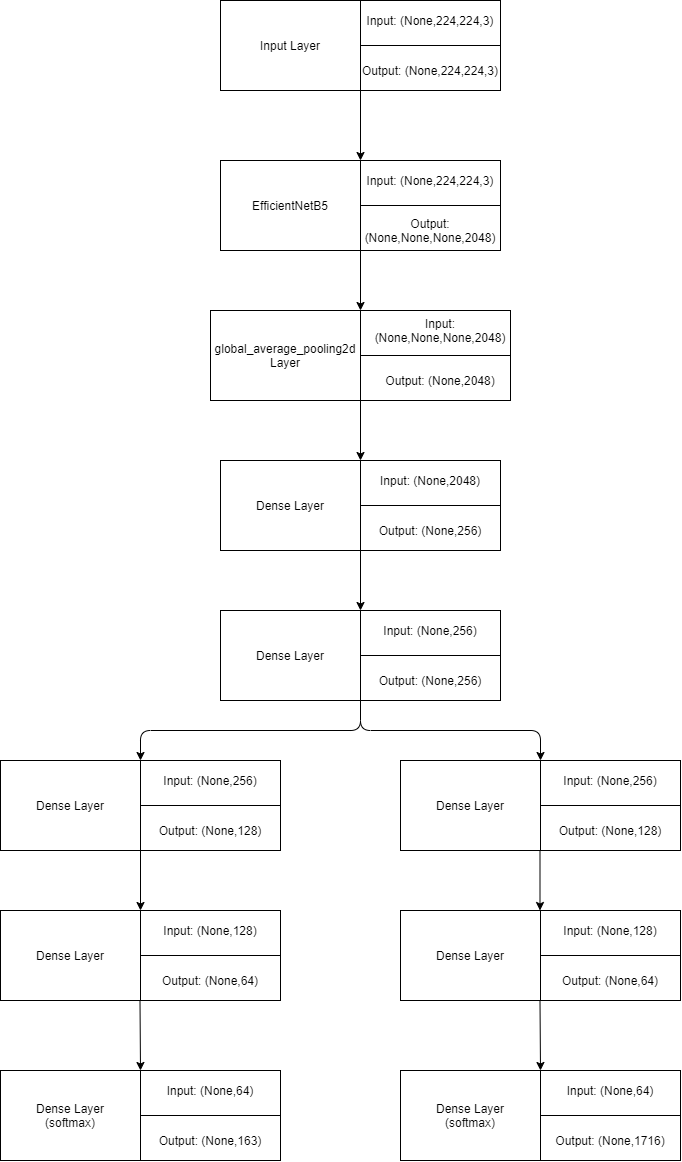 Input Layer
Input: (None,224,224,3)
Output: (None,224,224,3)
EfficientNetB5
Input: (None,224,224,3)
Output:
(None,None,None,2048)
global_average_pooling2d
Layer
Input:
(None,None,None,2048)
Output: (None,2048)
Dense Layer
Input: (None,2048)
Output: (None,256)
Dense Layer
Input: (None,256)
Output: (None,256)
Dense Layer
Input: (None,256)
Output: (None,128)
Dense Layer
Input: (None,256)
Output: (None,128)
Dense Layer
Input: (None,128)
Output: (None,64)
Dense Layer
Input: (None,128)
Output: (None,64)
Dense Layer
(softmax)
Input: (None,64)
Output: (None,163)
Dense Layer
(softmax)
Input: (None,64)
Output: (None,1716)